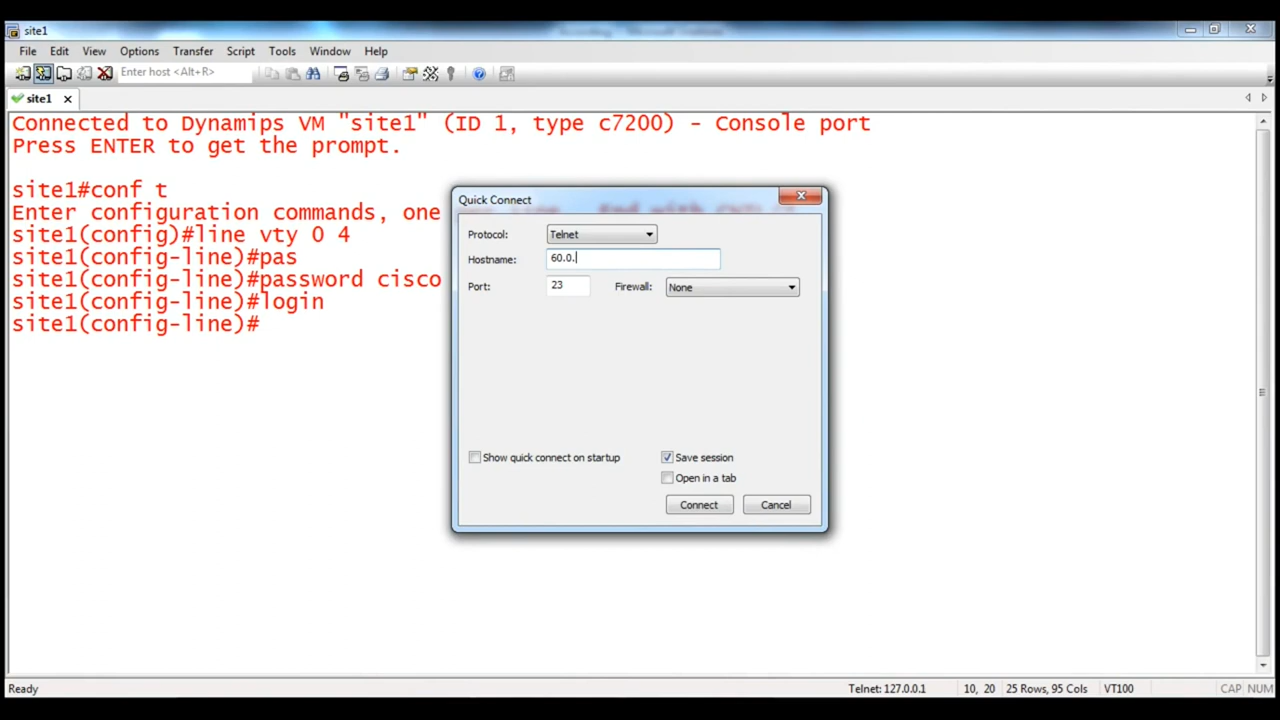 site1
File Edit View Options Transfer Script Tools Window Help
Enter host <Alt+R>
site1
Connected to Dynamips VM "site1" (ID 1, type c7200) - Console port
Press ENTER to get the prompt.
site1#conf t
Enter configuration commands, one
site1(config)#line vty 0 4
site1(config-line)#pas
site1(config-line)#password cisco
site1(config-line)#login
site1(config-line)#
Quick Connect
Protocol: Telnet
Hostname: 60.0.
Port: 23 Firewall: None
Show quick connect on startup Save session
Open in a tab
Connect Cancel
Ready Telnet: 127.0.0.1 10, 20 25 Rows, 95 Cols VT100 CAP NUM